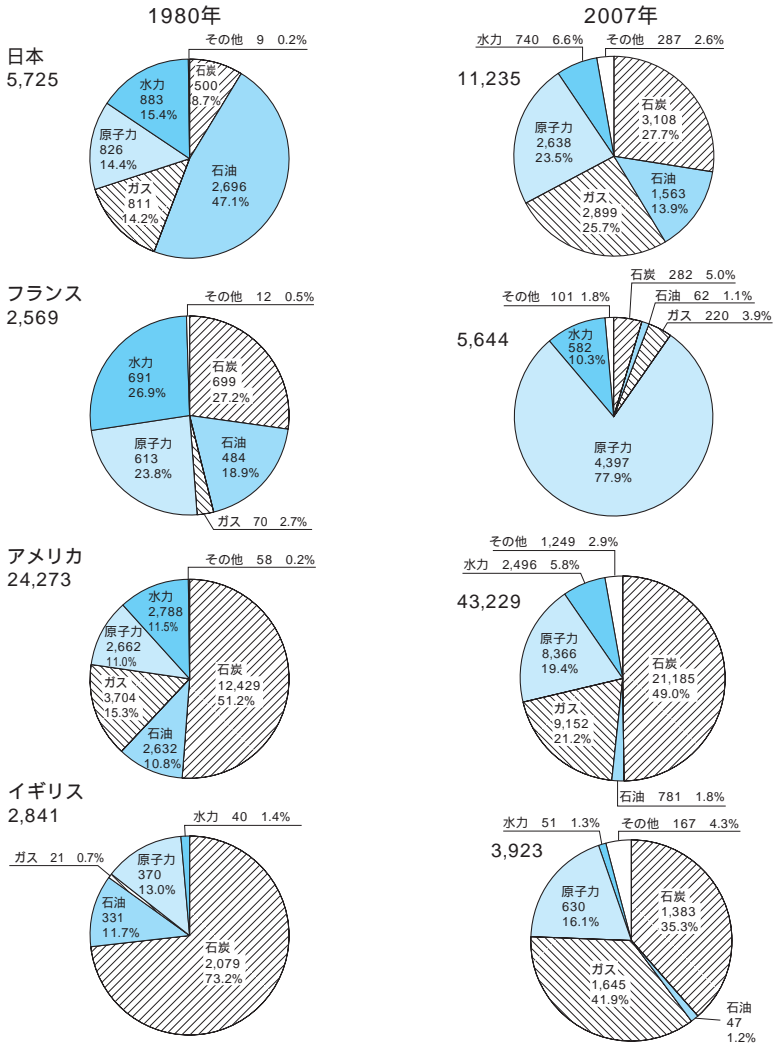 1980年
2007年
日本
5,725
その他 9 0.2%
石炭
500
8.7%
石油
2,696
47.1%
ガス
811
14.2%
原子力
826
14.4%
水力
883
15.4%
11,235
水力 740 6.6%
その他 287 2.6%
石炭
3,108
27.7%
石油
1,563
13.9%
ガス
2,899
25.7%
原子力
2,638
23.5%
フランス
2,569
その他 12 0.5%
石炭
699
27.2%
石油
484
18.9%
ガス 70 2.7%
原子力
613
23.8%
水力
691
26.9%
5,644
その他 101 1.8%
石炭 282 5.0%
石油 62 1.1%
ガス 220 3.9%
水力
582
10.3%
原子力
4,397
77.9%
アメリカ
24,273
その他 58 0.2%
石炭
12,429
51.2%
石油
2,632
10.8%
ガス
3,704
15.3%
原子力
2,662
11.0%
水力
2,788
11.5%
43,229
その他 1,249 2.9%
水力 2,496 5.8%
石炭
21,185
49.0%
石油 781 1.8%
ガス
9,152
21.2%
原子力
8,366
19.4%
イギリス
2,841
水力 40 1.4%
ガス 21 0.7%
原子力
370
13.0%
石油
331
11.7%
石炭
2,079
73.2%
3,923
水力 51 1.3%
その他 167 4.3%
石炭
1,383
35.3%
石油
47
1.2%
ガス
1,645
41.9%
原子力
630
16.1%